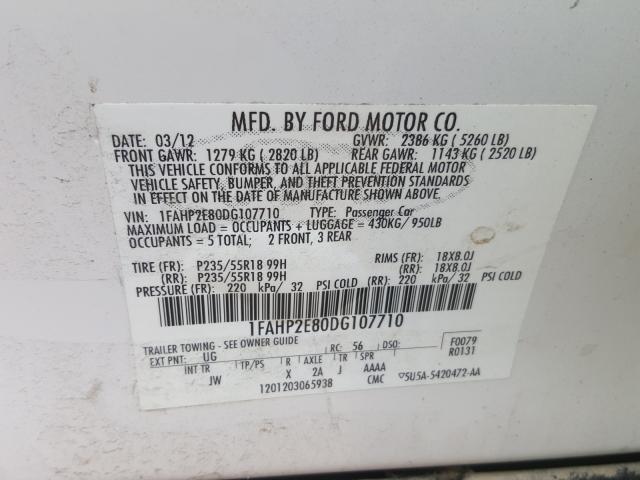 MFD. BY FORD MOTOR CO.
DATE: 03/12 GVWR: 2386 KG ( 5260 LB)
FRONT GAWR: 1279 KG ( 2820 LB) REAR GAWR: 1143 KG ( 2520 LB)
THIS VEHICLE CONFORMS TO ALL APPLICABLE FEDERAL MOTOR
VEHICLE SAFETY, BUMPER, AND THEFT PREVENTION STANDARDS
IN EFFECT ON THE DATE OF MANUFACTURE SHOWN ABOVE.
VIN: 1FAHP2E80DG107710 TYPE: Passenger Car
MAXIMUM LOAD = OCCUPANTS + LUGGAGE = 430KG/ 950LB
OCCUPANTS = 5 TOTAL; 2 FRONT, 3 REAR
TIRE (FR): P235/55R18 99H RIMS (FR): 18X8.0J
(RR): P235/55R18 99H (RR): 18X8.0J
PRESSURE (FR): 220 kPa/ 32 PSI COLD (RR): 220 kPa/ 32 PSI COLD
1FAHP2E80DG107710
TRAILER TOWING - SEE OWNER GUIDE RC: 56 DSO: F0079
EXT PNT: UG R0131
INT TR TP/PS R AXLE TR SPR
JW X 2A J AAAA
1201203065938 CMC ▽5U5A-5420472-AA